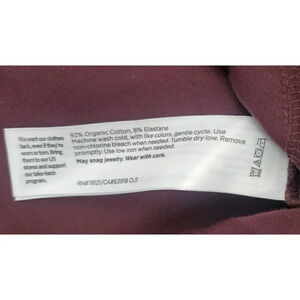 We want our clothes
back, even if they're
worn or torn. Bring
them to our US
stores and support
our take-back
program.
92% Organic Cotton, 8% Elastane
Machine wash cold, with like colors, gentle cycle. Use
non-chlorine bleach when needed. Tumble dry low. Remove
promptly. Use low iron when needed.
May snag jewelry. Wear with care.
RN#78121/CA#63918 OJ1